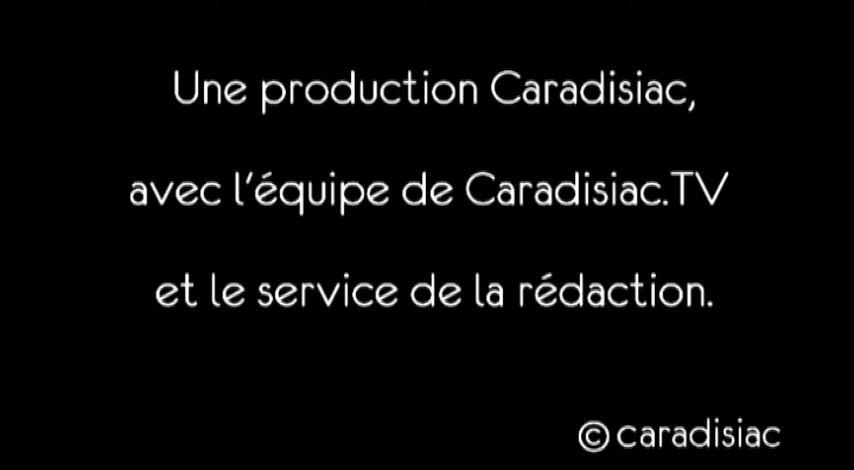 Une production Caradisiac,
avec l'équipe de Caradisiac.TV
et le service de la rédaction.
© caradisiac